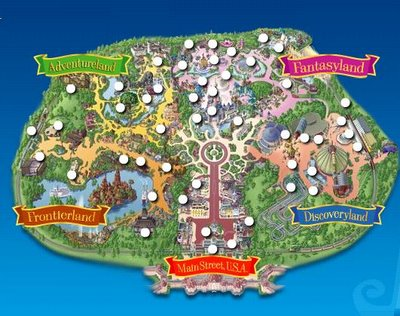 Adventureland
Fantasyland
Frontierland
Discoveryland
Main Street, U.S.A.